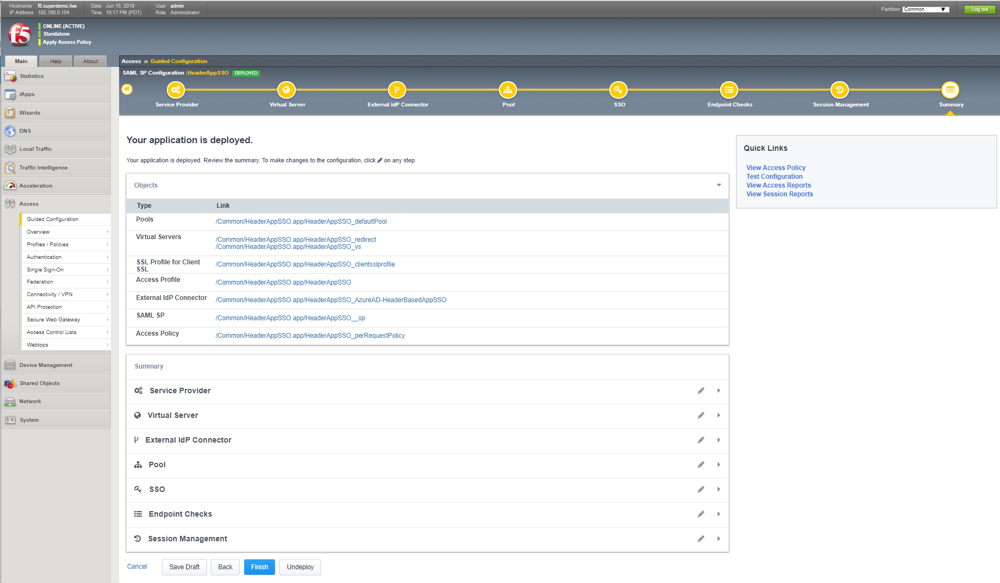 Hostname f5.superdemo.live Date Jun 15, 2019 User admin
IP Address 192.168.0.104 Time 10:17 PM (PDT) Role Administrator
Partition: Common
Log out
f5
ONLINE (ACTIVE)
Standalone
Apply Access Policy
Main Help About
Access » Guided Configuration
SAML SP Configuration :HeaderAppSSO DEPLOYED
Service Provider Virtual Server External IdP Connector Pool SSO Endpoint Checks Session Management Summary
Statistics
iApps
Wizards
DNS
Local Traffic
Traffic Intelligence
Acceleration
Access
Guided Configuration
Overview
Profiles / Policies
Authentication
Single Sign-On
Federation
Connectivity / VPN
API Protection
Secure Web Gateway
Access Control Lists
Webtops
Device Management
Shared Objects
Network
System
Your application is deployed.
Your application is deployed. Review the summary. To make changes to the configuration, click on any step.
Objects
Type Link
Pools /Common/HeaderAppSSO.app/HeaderAppSSO_defaultPool
Virtual Servers /Common/HeaderAppSSO.app/HeaderAppSSO_redirect
/Common/HeaderAppSSO.app/HeaderAppSSO_vs
SSL Profile for Client
SSL
/Common/HeaderAppSSO.app/HeaderAppSSO_clientsslprofile
Access Profile /Common/HeaderAppSSO.app/HeaderAppSSO
External IdP Connector /Common/HeaderAppSSO.app/HeaderAppSSO_AzureAD-HeaderBasedAppSSO
SAML SP /Common/HeaderAppSSO.app/HeaderAppSSO__sp
Access Policy /Common/HeaderAppSSO.app/HeaderAppSSO_perRequestPolicy
Summary
Service Provider
Virtual Server
External IdP Connector
Pool
SSO
Endpoint Checks
Session Management
Cancel Save Draft Back Finish Undeploy
Quick Links
View Access Policy
Test Configuration
View Access Reports
View Session Reports